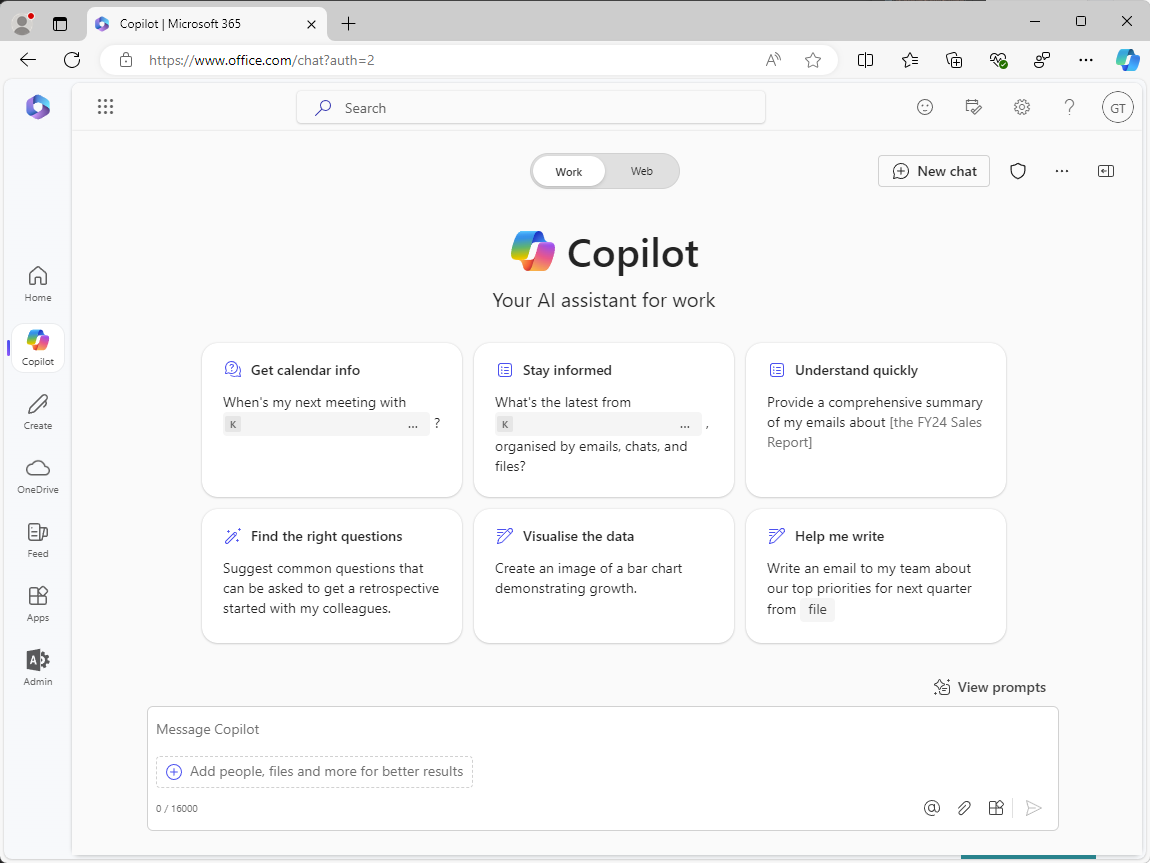 Copilot | Microsoft 365
https://www.office.com/chat?auth=2
Search
GT
Work
Web
New chat
Copilot
Your AI assistant for work
Home
Copilot
Create
OneDrive
Feed
Apps
Admin
Get calendar info
When's my next meeting with
K ... ?
Stay informed
What's the latest from
K ... ,
organised by emails, chats, and
files?
Understand quickly
Provide a comprehensive summary
of my emails about [the FY24 Sales
Report]
Find the right questions
Suggest common questions that
can be asked to get a retrospective
started with my colleagues.
Visualise the data
Create an image of a bar chart
demonstrating growth.
Help me write
Write an email to my team about
our top priorities for next quarter
from file
View prompts
Message Copilot
Add people, files and more for better results
0 / 16000